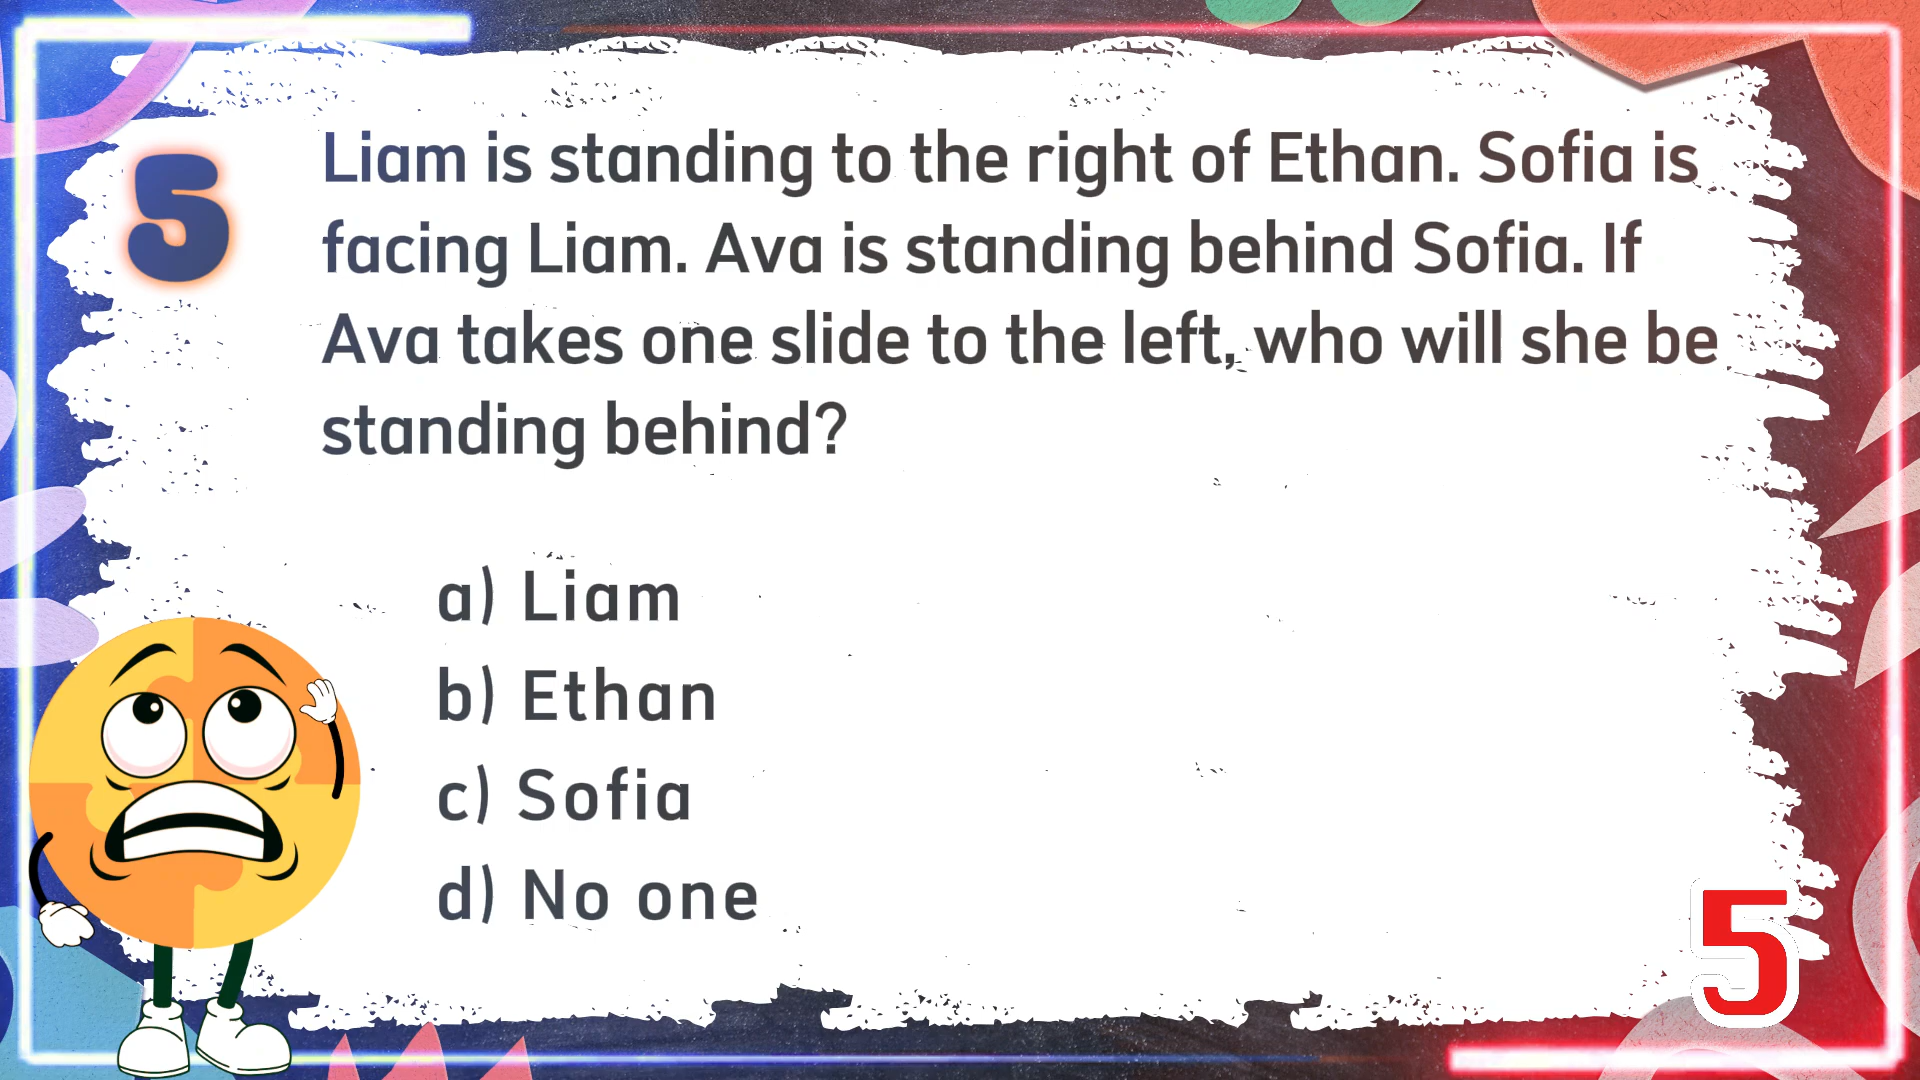 5
Liam is standing to the right of Ethan. Sofia is
facing Liam. Ava is standing behind Sofia. If
Ava takes one slide to the left, who will she be
standing behind?
a) Liam
b) Ethan
c) Sofia
d) No one
5